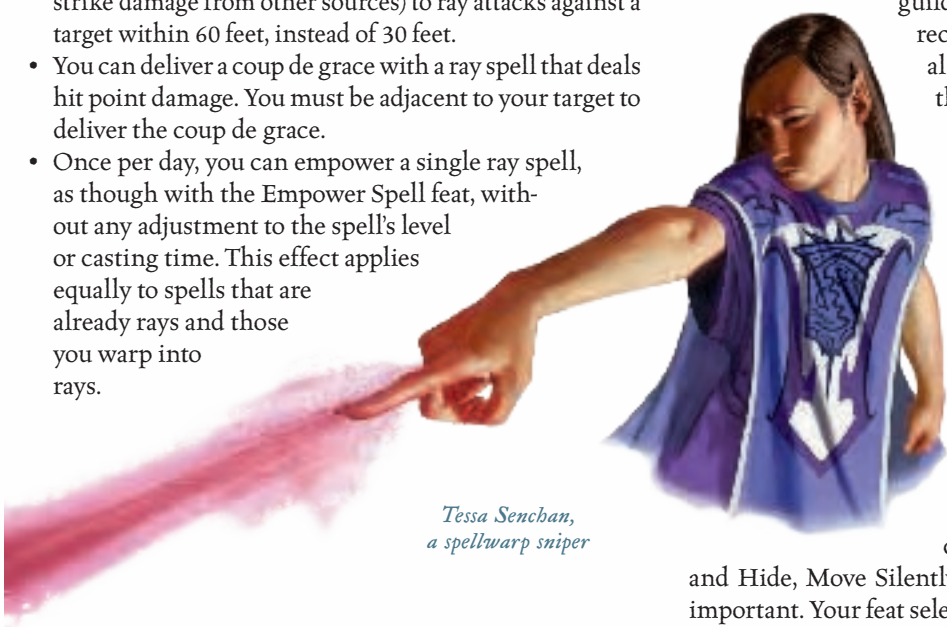 strike damage from other sources) to ray attacks against a
target within 60 feet, instead of 30 feet.
• You can deliver a coup de grace with a ray spell that deals
hit point damage. You must be adjacent to your target to
deliver the coup de grace.
• Once per day, you can empower a single ray spell,
as though with the Empower Spell feat, with-
out any adjustment to the spell's level
or casting time. This effect applies
equally to spells that are
already rays and those
you warp into
rays.
Tessa Senchan,
a spellwarp sniper
and Hide, Move Silently
important. Your feat sele